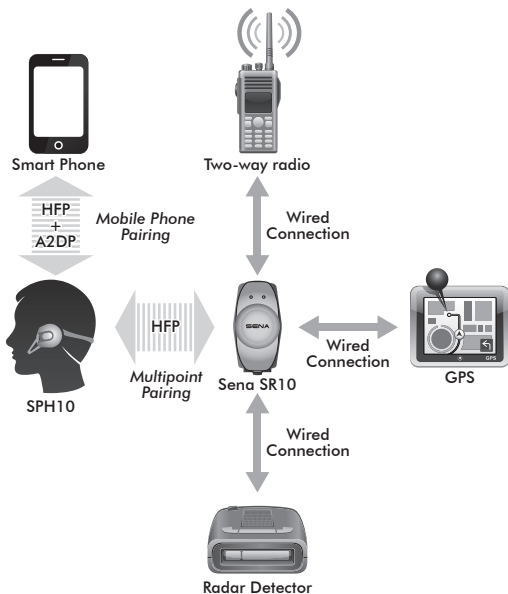 Smart Phone
Two-way radio
HFP
+
A2DP
Mobile Phone
Pairing
Wired
Connection
HFP
Multipoint
Pairing
SPH10
SENA
Sena SR10
Wired
Connection
GPS
GPS
Wired
Connection
Radar Detector